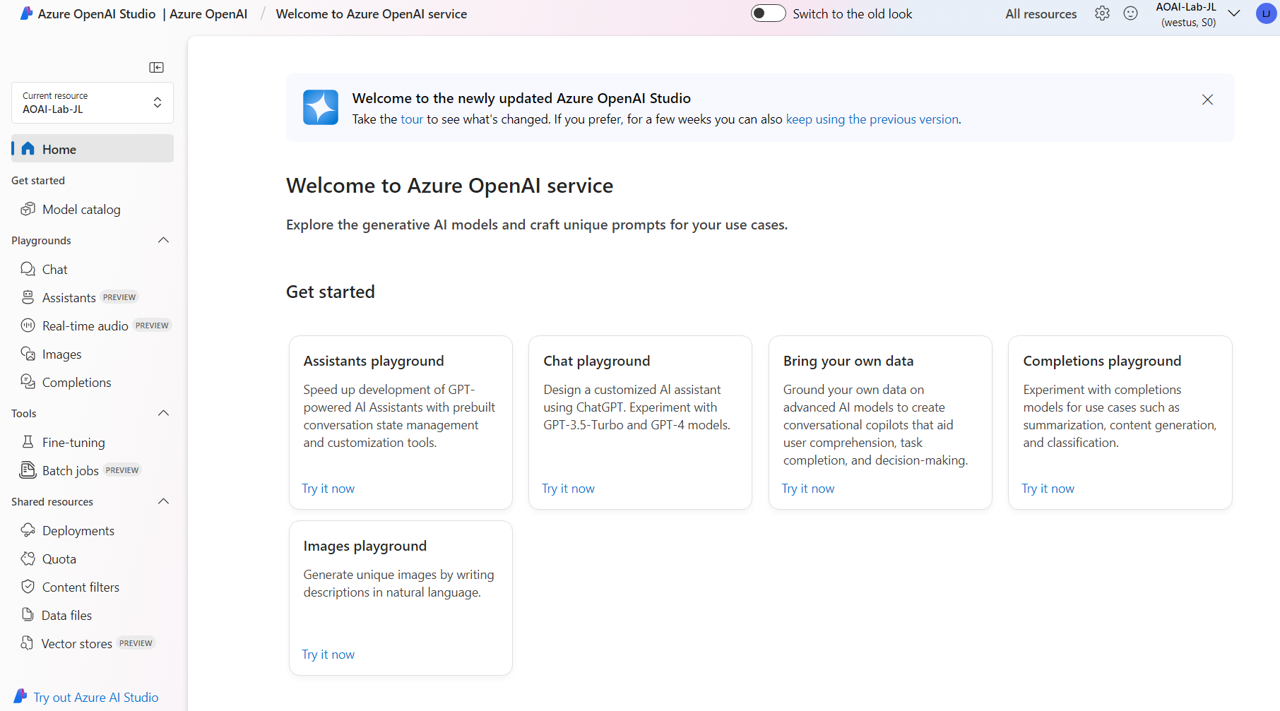 Azure OpenAI Studio | Azure OpenAI / Welcome to Azure OpenAI service
Switch to the old look
All resources
AOAI-Lab-JL
(westus, S0)
LJ
Current resource
AOAI-Lab-JL
Home
Get started
Model catalog
Playgrounds
Chat
Assistants PREVIEW
Real-time audio PREVIEW
Images
Completions
Tools
Fine-tuning
Batch jobs PREVIEW
Shared resources
Deployments
Quota
Content filters
Data files
Vector stores PREVIEW
Try out Azure AI Studio
Welcome to the newly updated Azure OpenAI Studio
Take the tour to see what's changed. If you prefer, for a few weeks you can also keep using the previous version.
Welcome to Azure OpenAI service
Explore the generative AI models and craft unique prompts for your use cases.
Get started
Assistants playground
Speed up development of GPT-
powered AI Assistants with prebuilt
conversation state management
and customization tools.
Try it now
Chat playground
Design a customized AI assistant
using ChatGPT. Experiment with
GPT-3.5-Turbo and GPT-4 models.
Try it now
Bring your own data
Ground your own data on
advanced AI models to create
conversational copilots that aid
user comprehension, task
completion, and decision-making.
Try it now
Completions playground
Experiment with completions
models for use cases such as
summarization, content generation,
and classification.
Try it now
Images playground
Generate unique images by writing
descriptions in natural language.
Try it now